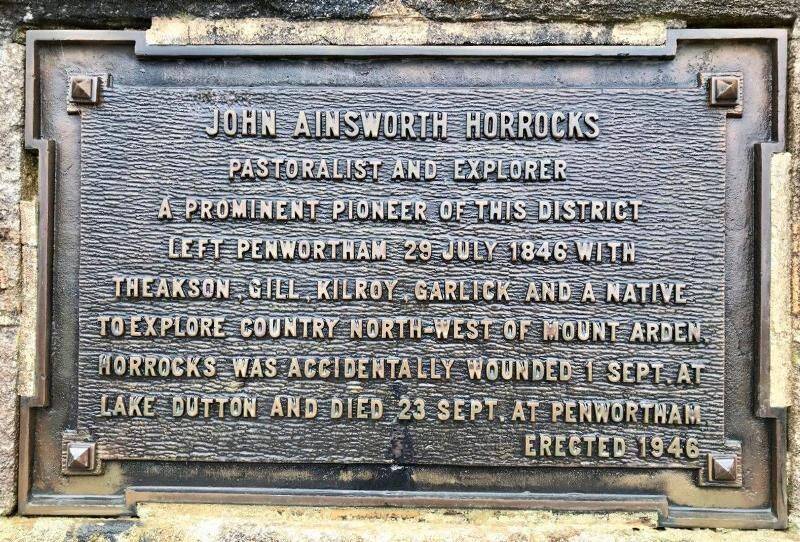 JOHN AINSWORTH HORROCKS
PASTORALIST AND EXPLORER
A PROMINENT PIONEER OF THIS DISTRICT
LEFT PENWORTHAM 29 JULY 1846 WITH
THEAKSON, GILL, KILROY, GARLICK AND A NATIVE
TO EXPLORE COUNTRY NORTH-WEST OF MOUNT ARDEN.
HORROCKS WAS ACCIDENTALLY WOUNDED 1 SEPT. AT
LAKE DUTTON AND DIED 23 SEPT. AT PENWORTHAM
ERECTED 1946